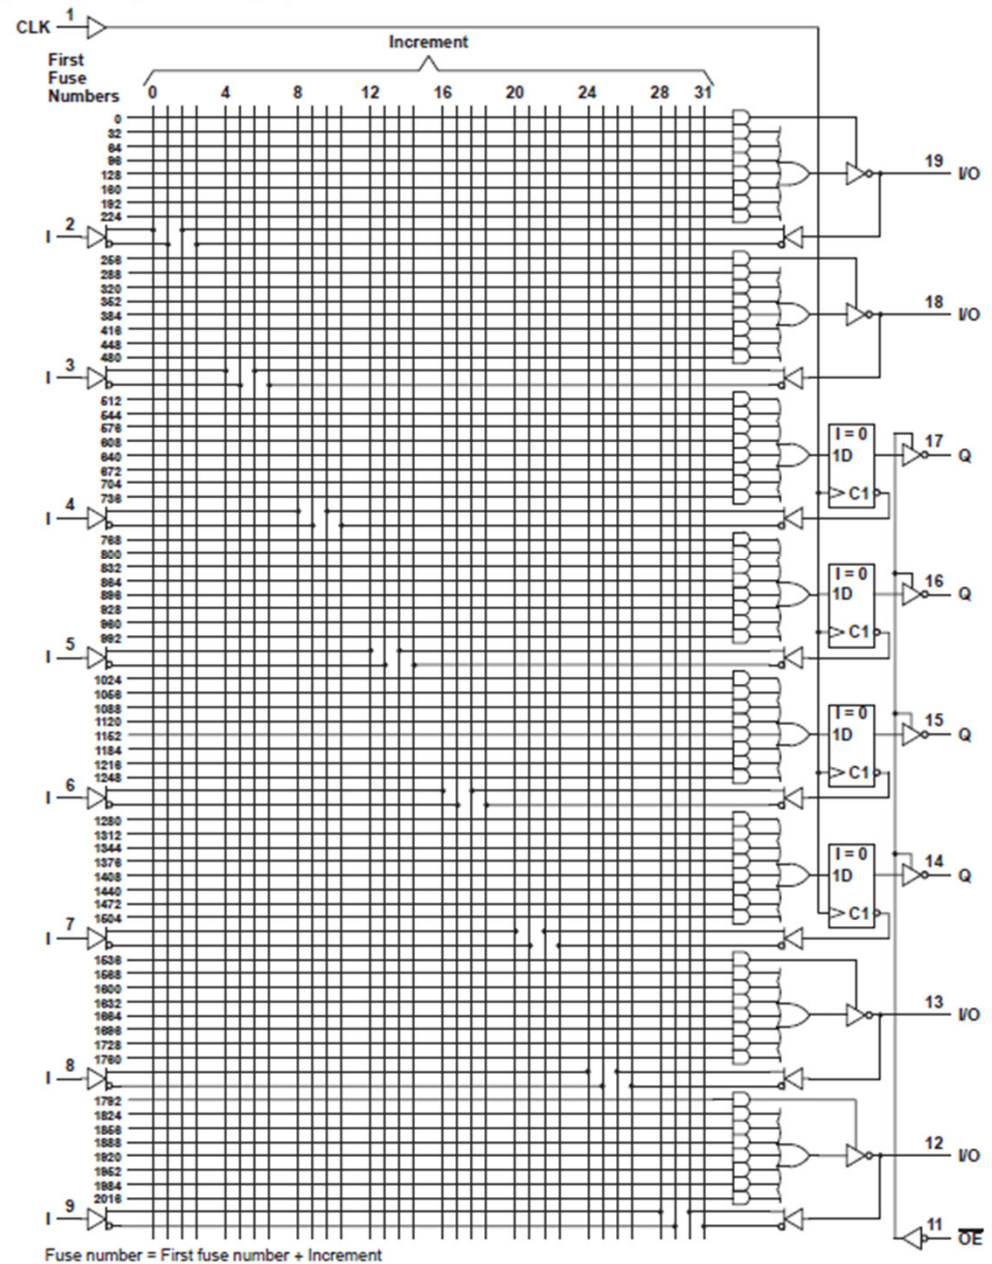 CLK 1
Increment
First
Fuse
Numbers
0 4 8 12 16 20 24 28 31
0
32
64
96
128
160
192
224
19 I/O
I 2
256
288
320
352
384
416
448
480
18 I/O
I 3
512
544
576
608
640
672
704
736
I = 0
1D
C1
17 Q
I 4
768
800
832
864
896
928
960
992
I = 0
1D
C1
16 Q
I 5
1024
1056
1088
1120
1152
1184
1216
1248
I = 0
1D
C1
15 Q
I 6
1280
1312
1344
1376
1408
1440
1472
1504
I = 0
1D
C1
14 Q
I 7
1536
1568
1600
1632
1664
1696
1728
1760
13 I/O
I 8
1792
1824
1856
1888
1920
1952
1984
2016
12 I/O
I 9
11 OE
Fuse number = First fuse number + Increment